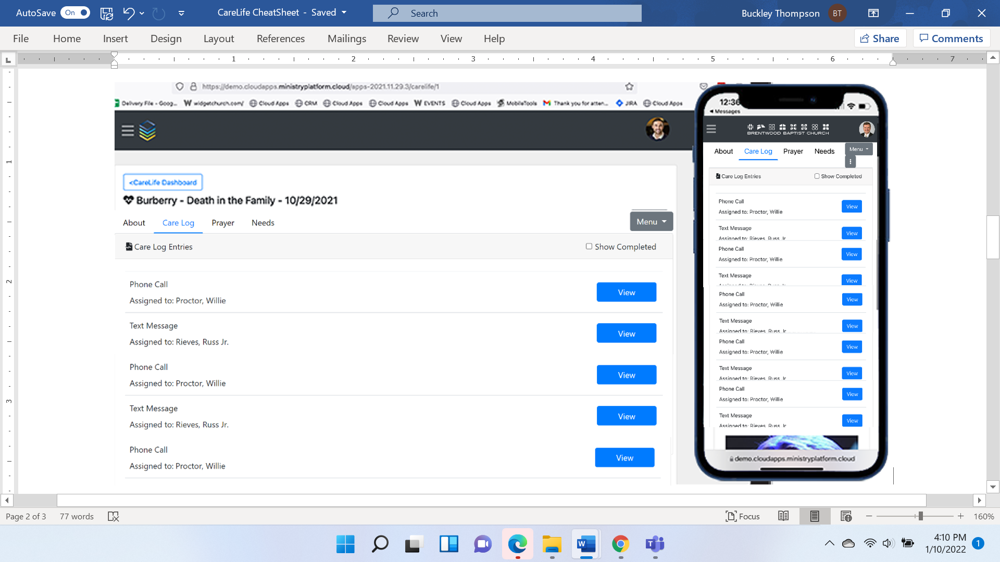 AutoSave On CareLife CheatSheet - Saved Search Buckley Thompson BT
File Home Insert Design Layout References Mailings Review View Help Share Comments
1 2 3 4 5 6 7
https://demo.cloudapps.ministryplatform.cloud/apps-2021.11.29.3/carelife/1
Delivery File - Goog... widgetchurch.com/ Cloud Apps CRM Cloud Apps Cloud Apps EVENTS Cloud Apps MobileTools Thank you for atten... JIRA Cloud Apps
<CareLife Dashboard
Burberry - Death in the Family - 10/29/2021
About Care Log Prayer Needs Menu
Care Log Entries Show Completed
Phone Call
Assigned to: Proctor, Willie
View
Text Message
Assigned to: Rieves, Russ Jr.
View
Phone Call
Assigned to: Proctor, Willie
View
Text Message
Assigned to: Rieves, Russ Jr.
View
Phone Call
Assigned to: Proctor, Willie
View
12:36
Messages
BRENTWOOD BAPTIST CHURCH
About Care Log Prayer Needs Menu
Care Log Entries Show Completed
Phone Call
Assigned to: Proctor, Willie
View
Text Message
Assigned to: Rieves, Russ Jr.
View
Phone Call
Assigned to: Proctor, Willie
View
Text Message
View
Phone Call
Assigned to: Proctor, Willie
View
Text Message
Assigned to: Rieves, Russ Jr.
View
Phone Call
Assigned to: Proctor, Willie
View
Text Message
Assigned to: Rieves, Russ Jr.
View
Phone Call
Assigned to: Proctor, Willie
View
Text Message
Assigned to: Rieves, Russ Jr.
View
demo.cloudapps.ministryplatform.cloud
1
2
3
Page 2 of 3 77 words Focus 160%
4:10 PM
1/10/2022 1